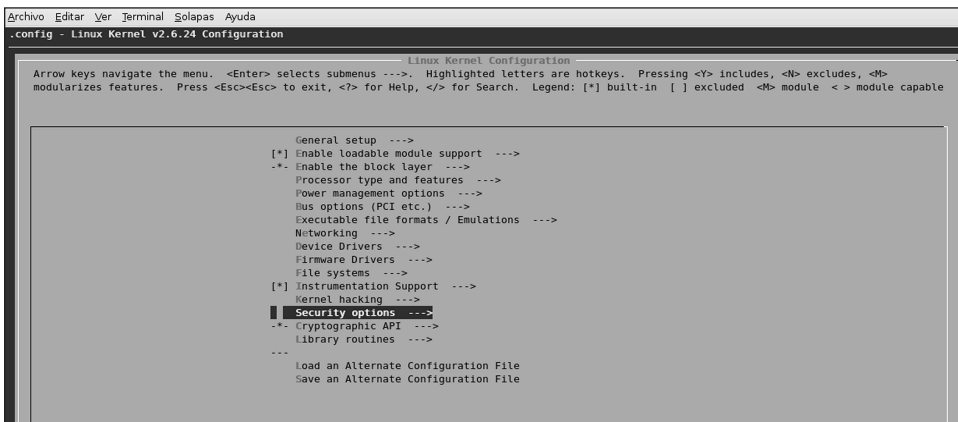 Archivo Editar Ver Terminal Solapas Ayuda
.config - Linux Kernel v2.6.24 Configuration
Linux Kernel Configuration
Arrow keys navigate the menu. <Enter> selects submenus --->. Highlighted letters are hotkeys. Pressing <Y> includes, <N> excludes, <M>
modularizes features. Press <Esc><Esc> to exit, <?> for Help, </> for Search. Legend: [*] built-in [ ] excluded <M> module < > module capable
General setup --->
[*] Enable loadable module support --->
-*- Enable the block layer --->
Processor type and features --->
Power management options --->
Bus options (PCI etc.) --->
Executable file formats / Emulations --->
Networking --->
Device Drivers --->
Firmware Drivers --->
File systems --->
[*] Instrumentation Support --->
Kernel hacking --->
Security options --->
-*- Cryptographic API --->
Library routines --->
---
Load an Alternate Configuration File
Save an Alternate Configuration File